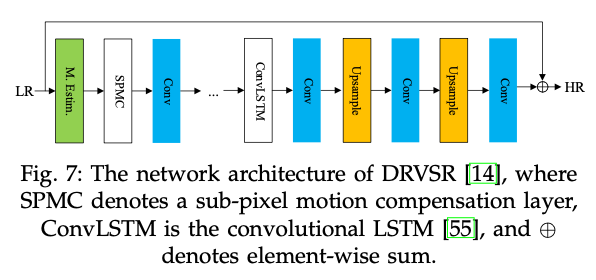 LR
M. Estim.
SPMC
Conv
...
ConvLSTM
Conv
Upsample
Conv
Upsample
Conv
⊕
HR
Fig. 7: The network architecture of DRVSR [14], where
SPMC denotes a sub-pixel motion compensation layer,
ConvLSTM is the convolutional LSTM [55], and ⊕
denotes element-wise sum.